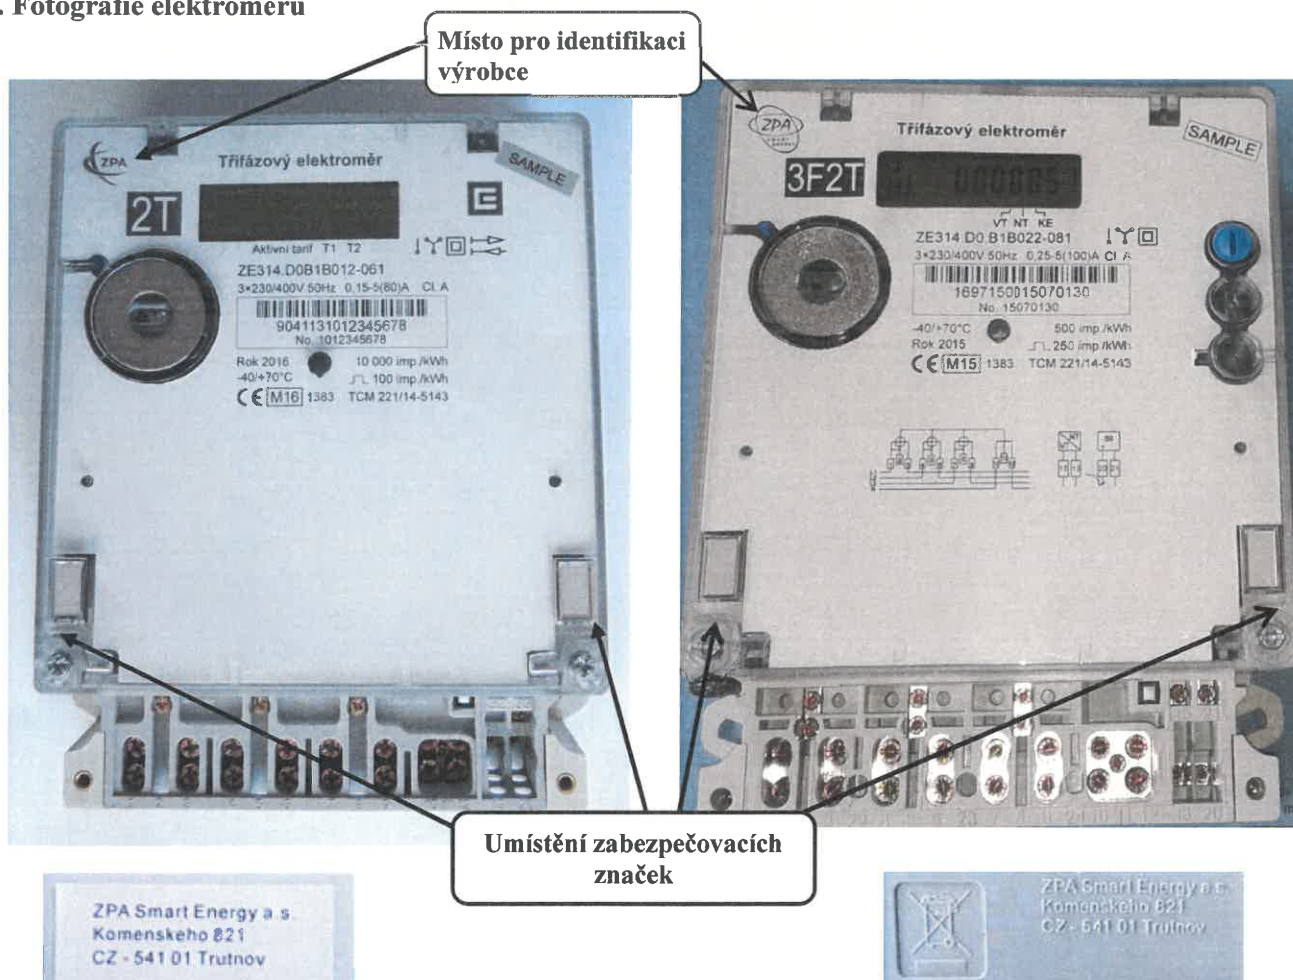 . Fotografie elektroměru
Místo pro identifikaci
výrobce
ZPA
Třífázový elektroměr
SAMPLE
2T
Aktivní tarif T1 T2
ZE314.D0B1B012-061
3×230/400V 50Hz 0,15-5(80)A Cl. A
9041131012345678
No. 1012345678
Rok 2016 10 000 imp./kWh
-40/+70°C 100 imp./kWh
CE M16 1383 TCM 221/14-5143
ZPA
Třífázový elektroměr
SAMPLE
3F2T
VT NT KE
ZE314.D0.B1B022-081
3×230/400V 50Hz 0,25-5(100)A Cl. A
1697150015070130
No. 15070130
-40/+70°C 500 imp./kWh
Rok 2015 250 imp./kWh
CE M15 1383 TCM 221/14-5143
Umístění zabezpečovacích
značek
ZPA Smart Energy a.s.
Komenskeho 821
CZ - 541 01 Trutnov
ZPA Smart Energy a.s.
Komenskeho 821
CZ - 541 01 Trutnov